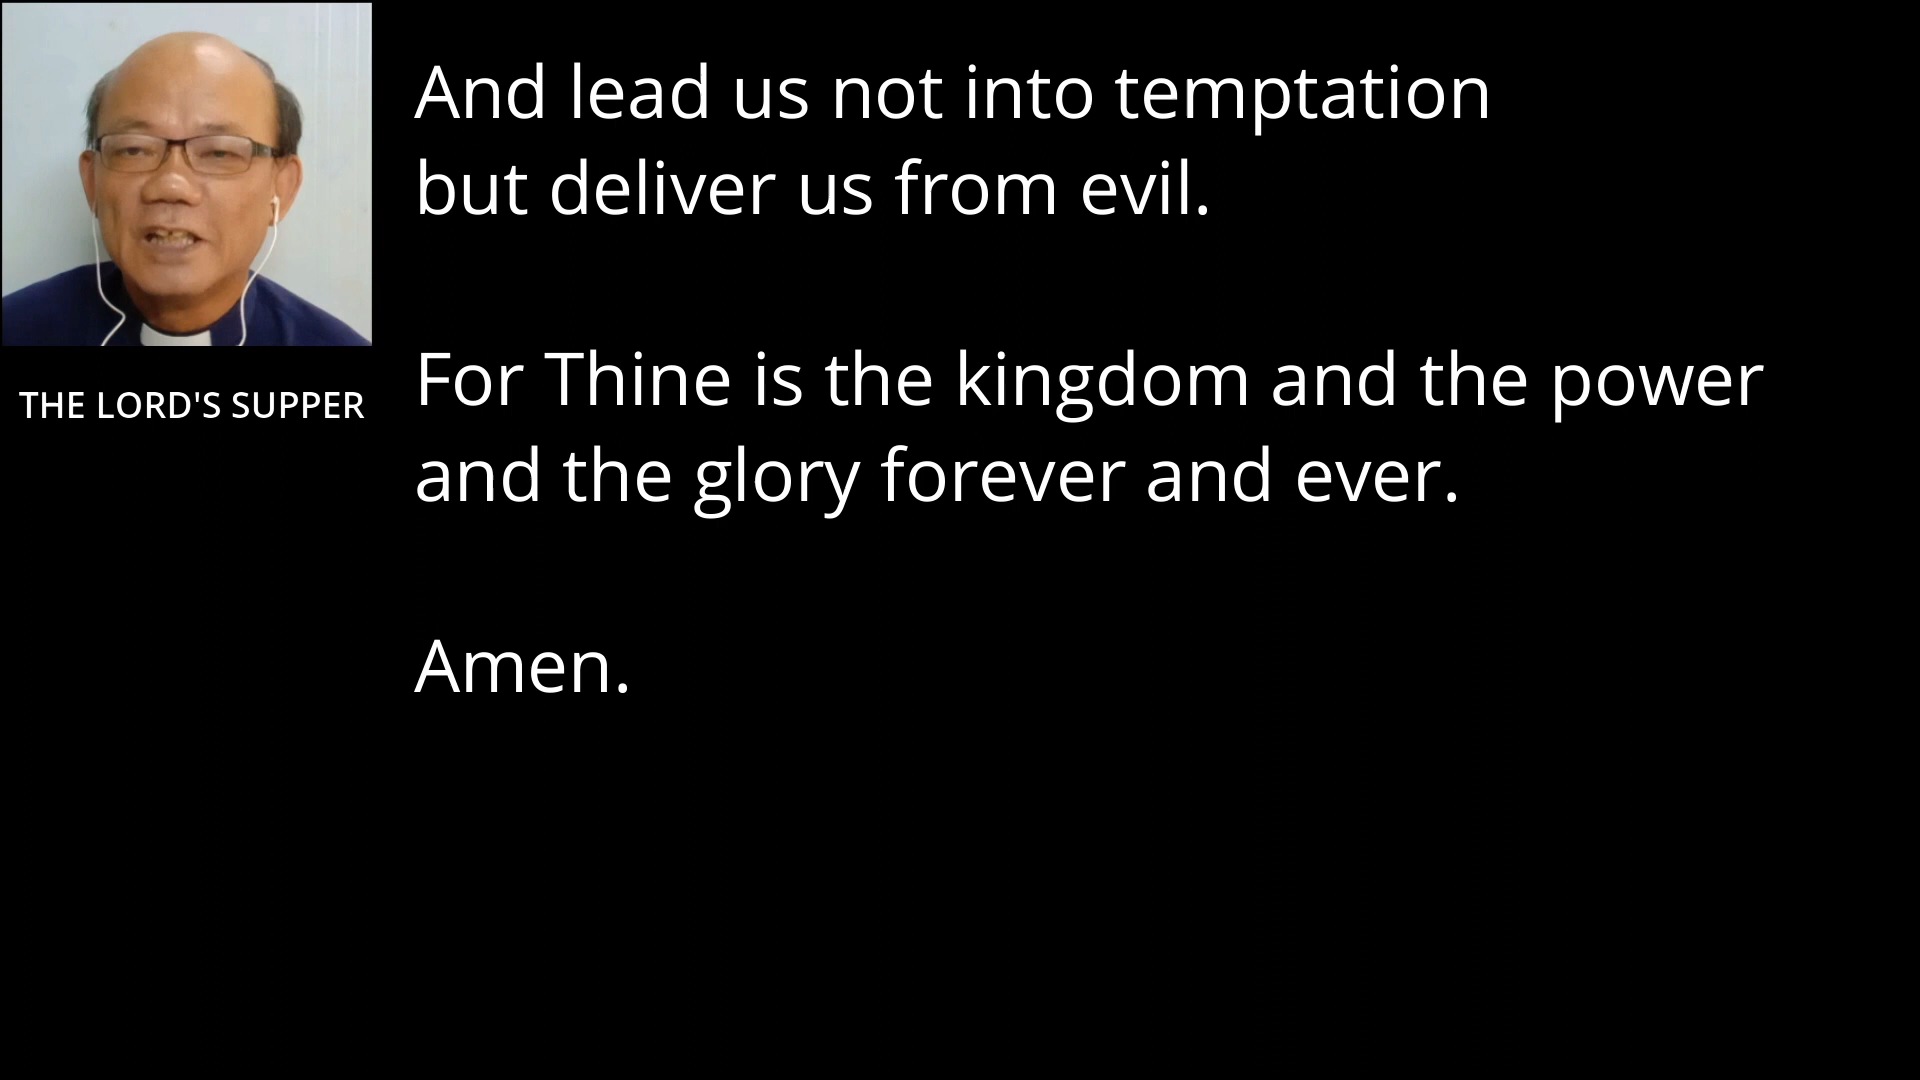 And lead us not into temptation
but deliver us from evil.
For Thine is the kingdom and the power
and the glory forever and ever.
Amen.
THE LORD'S SUPPER